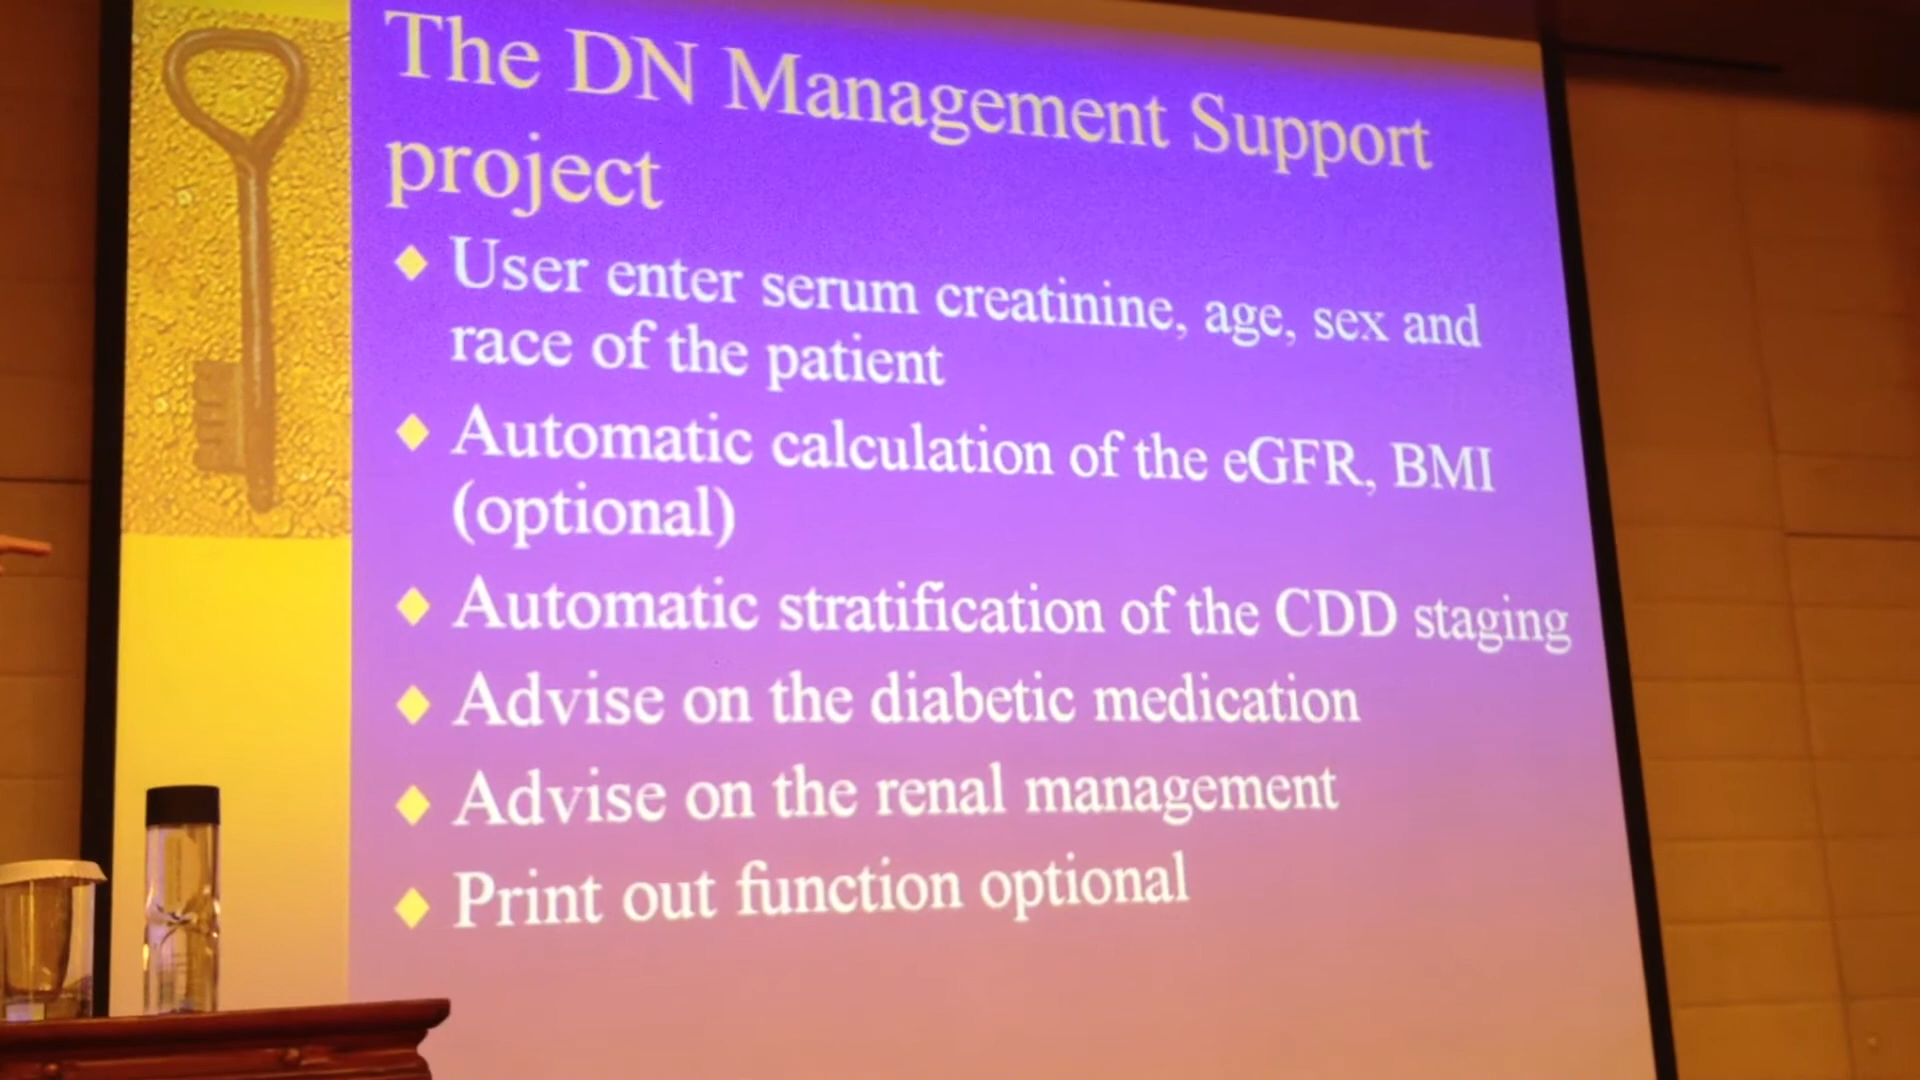 The DN Management Support
project
User enter serum creatinine, age, sex and
race of the patient
Automatic calculation of the eGFR, BMI
(optional)
Automatic stratification of the CDD staging
Advise on the diabetic medication
Advise on the renal management
Print out function optional